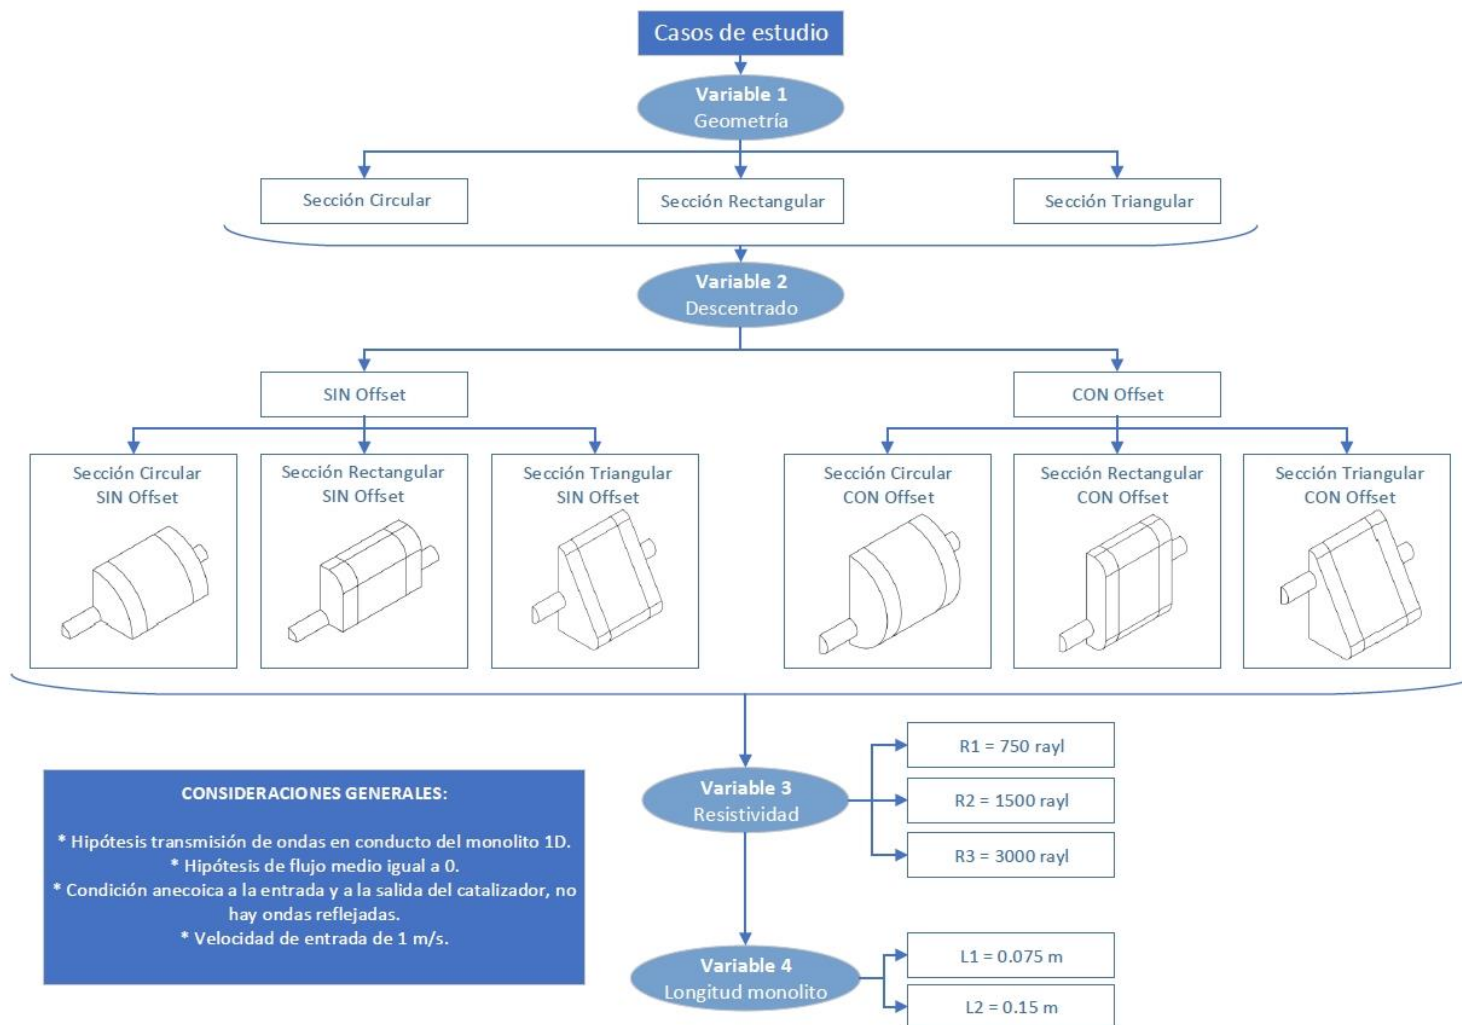 Casos de estudio
Variable 1
Geometría
Sección Circular
Sección Rectangular
Sección Triangular
Variable 2
Descentrado
SIN Offset
CON Offset
Sección Circular
SIN Offset
Sección Rectangular
SIN Offset
Sección Triangular
SIN Offset
Sección Circular
CON Offset
Sección Rectangular
CON Offset
Sección Triangular
CON Offset
CONSIDERACIONES GENERALES:
* Hipótesis transmisión de ondas en conducto del monolito 1D.
* Hipótesis de flujo medio igual a 0.
* Condición anecoica a la entrada y a la salida del catalizador, no
hay ondas reflejadas.
* Velocidad de entrada de 1 m/s.
Variable 3
Resistividad
R1 = 750 rayl
R2 = 1500 rayl
R3 = 3000 rayl
Variable 4
Longitud monolito
L1 = 0.075 m
L2 = 0.15 m